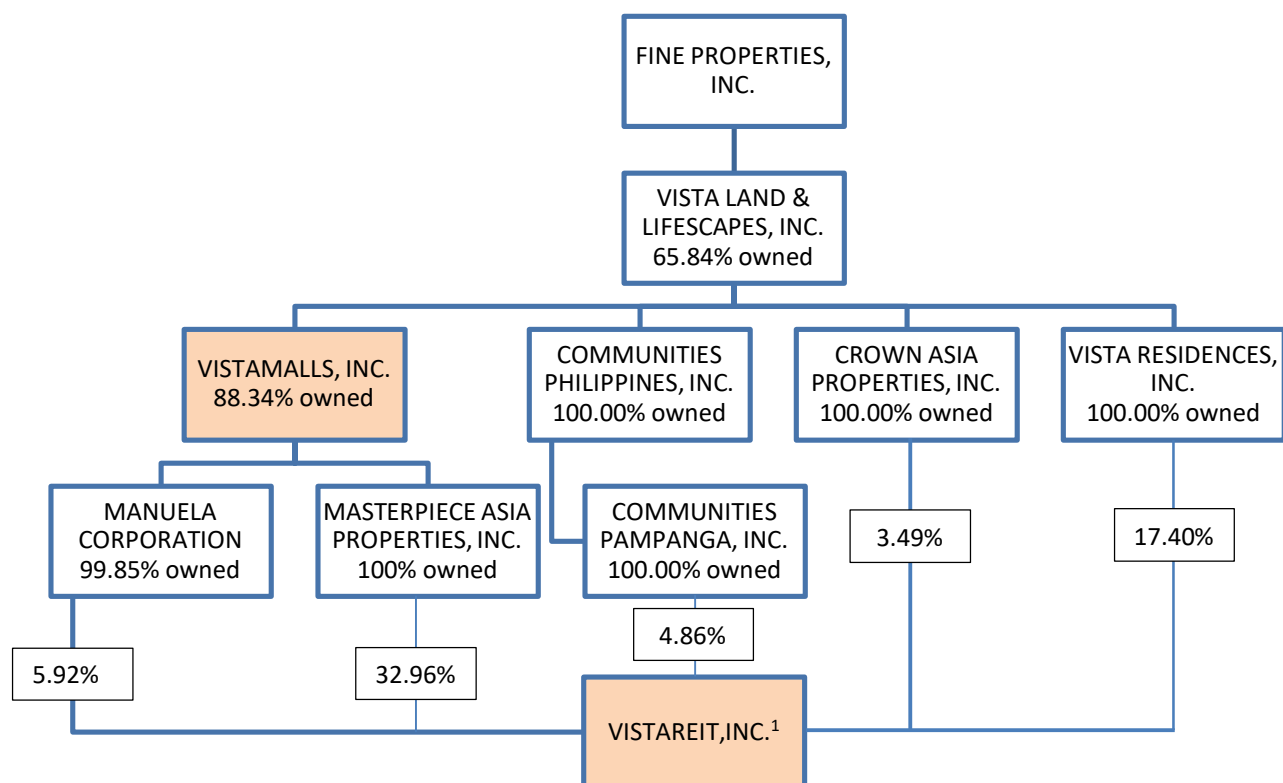 FINE PROPERTIES,
INC.
VISTA LAND &
LIFESCAPES, INC.
65.84% owned
VISTAMALLS, INC.
88.34% owned
COMMUNITIES
PHILIPPINES, INC.
100.00% owned
CROWN ASIA
PROPERTIES, INC.
100.00% owned
VISTA RESIDENCES,
INC.
100.00% owned
MANUELA
CORPORATION
99.85% owned
MASTERPIECE ASIA
PROPERTIES, INC.
100% owned
COMMUNITIES
PAMPANGA, INC.
100.00% owned
3.49%
17.40%
5.92%
32.96%
4.86%
VISTAREIT,INC.¹